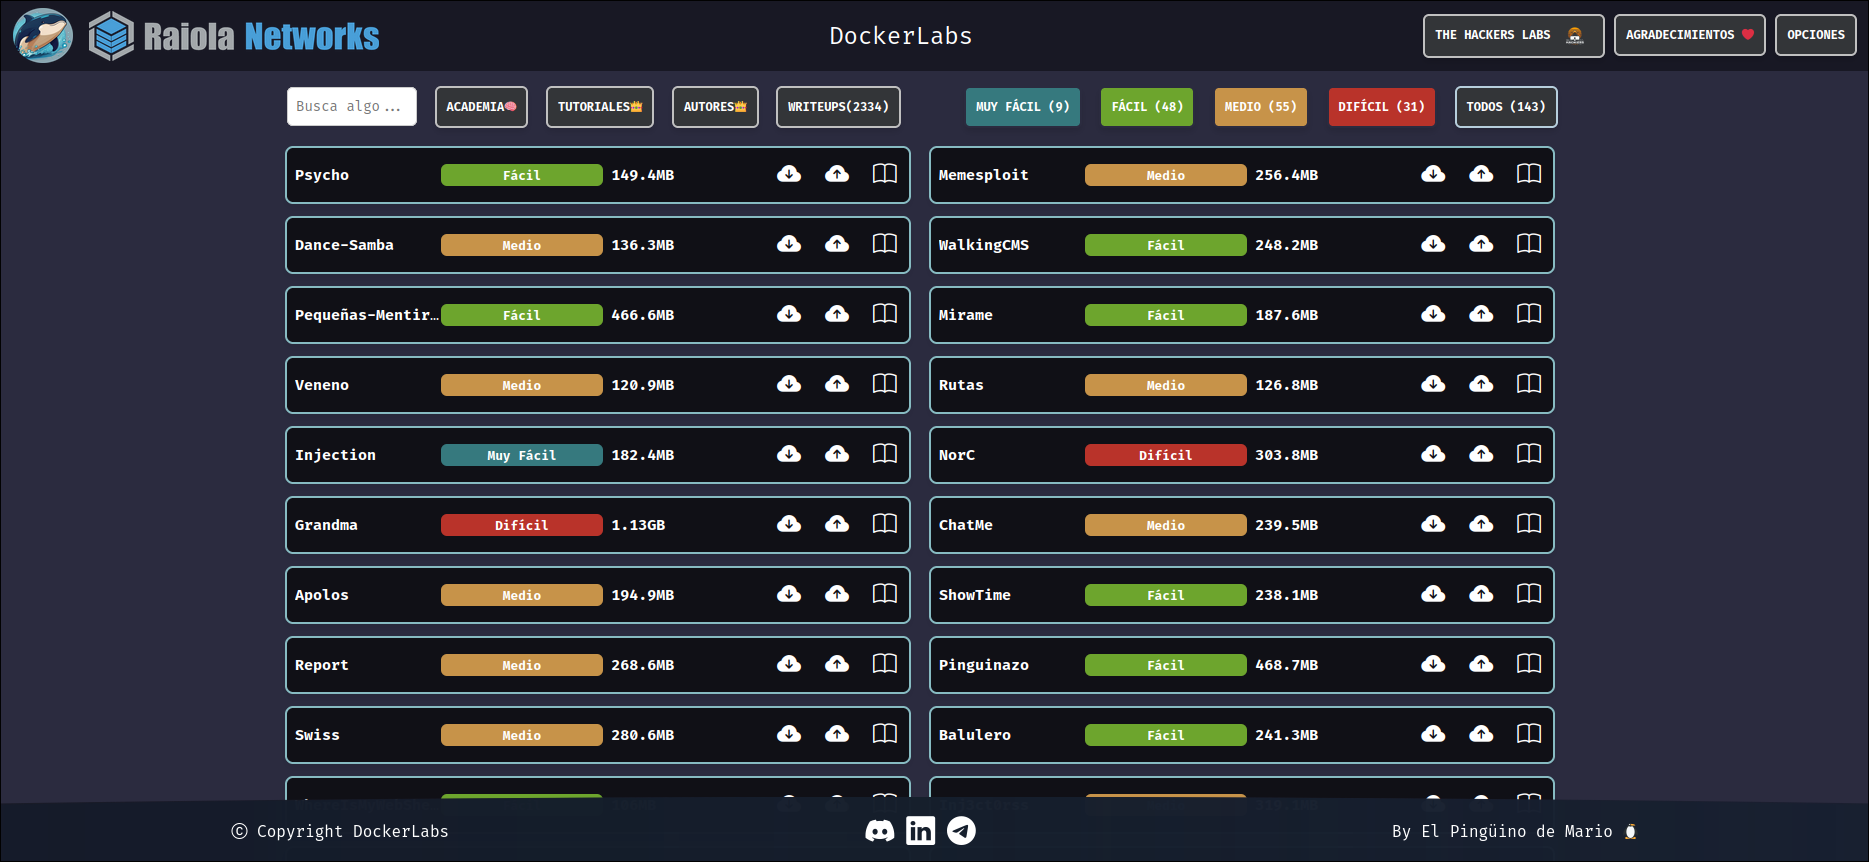 Raiola Networks
DockerLabs
THE HACKERS LABS
AGRADECIMIENTOS
OPCIONES
Busca algo...
ACADEMIA
TUTORIALES
AUTORES
WRITEUPS(2334)
MUY FÁCIL (9)
FÁCIL (48)
MEDIO (55)
DIFÍCIL (31)
TODOS (143)
Psycho Fácil 149.4MB
Memesploit Medio 256.4MB
Dance-Samba Medio 136.3MB
WalkingCMS Fácil 248.2MB
Pequeñas-Mentir… Fácil 466.6MB
Mirame Fácil 187.6MB
Veneno Medio 120.9MB
Rutas Medio 126.8MB
Injection Muy Fácil 182.4MB
NorC Difícil 303.8MB
Grandma Difícil 1.13GB
ChatMe Medio 239.5MB
Apolos Medio 194.9MB
ShowTime Fácil 238.1MB
Report Medio 268.6MB
Pinguinazo Fácil 468.7MB
Swiss Medio 280.6MB
Balulero Fácil 241.3MB
© Copyright DockerLabs
By El Pingüino de Mario